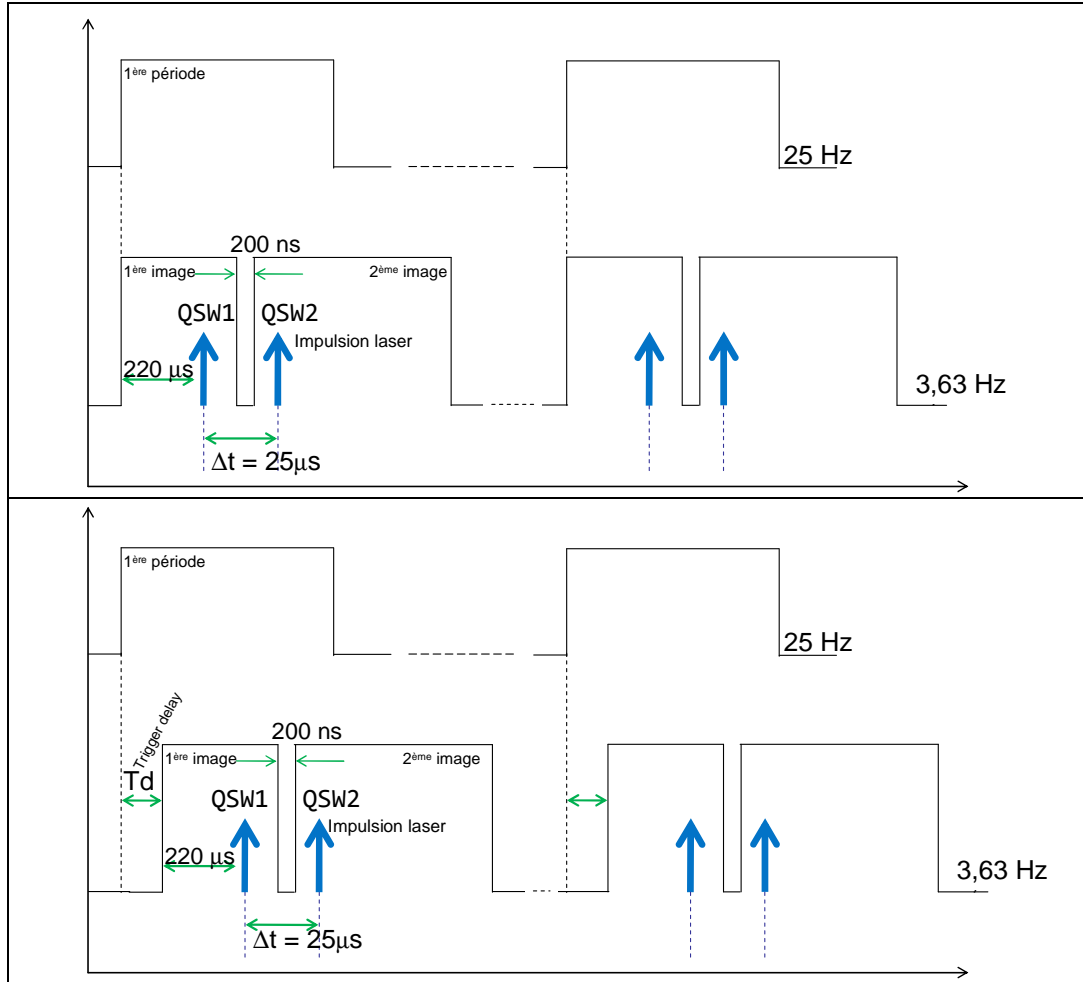 1ère période
25 Hz
200 ns
1ère image
2ème image
QSW1
QSW2
Impulsion laser
220 μs
3,63 Hz
Δt = 25μs
1ère période
25 Hz
Trigger delay
200 ns
1ère image
2ème image
Td
QSW1
QSW2
Impulsion laser
220 μs
3,63 Hz
Δt = 25μs